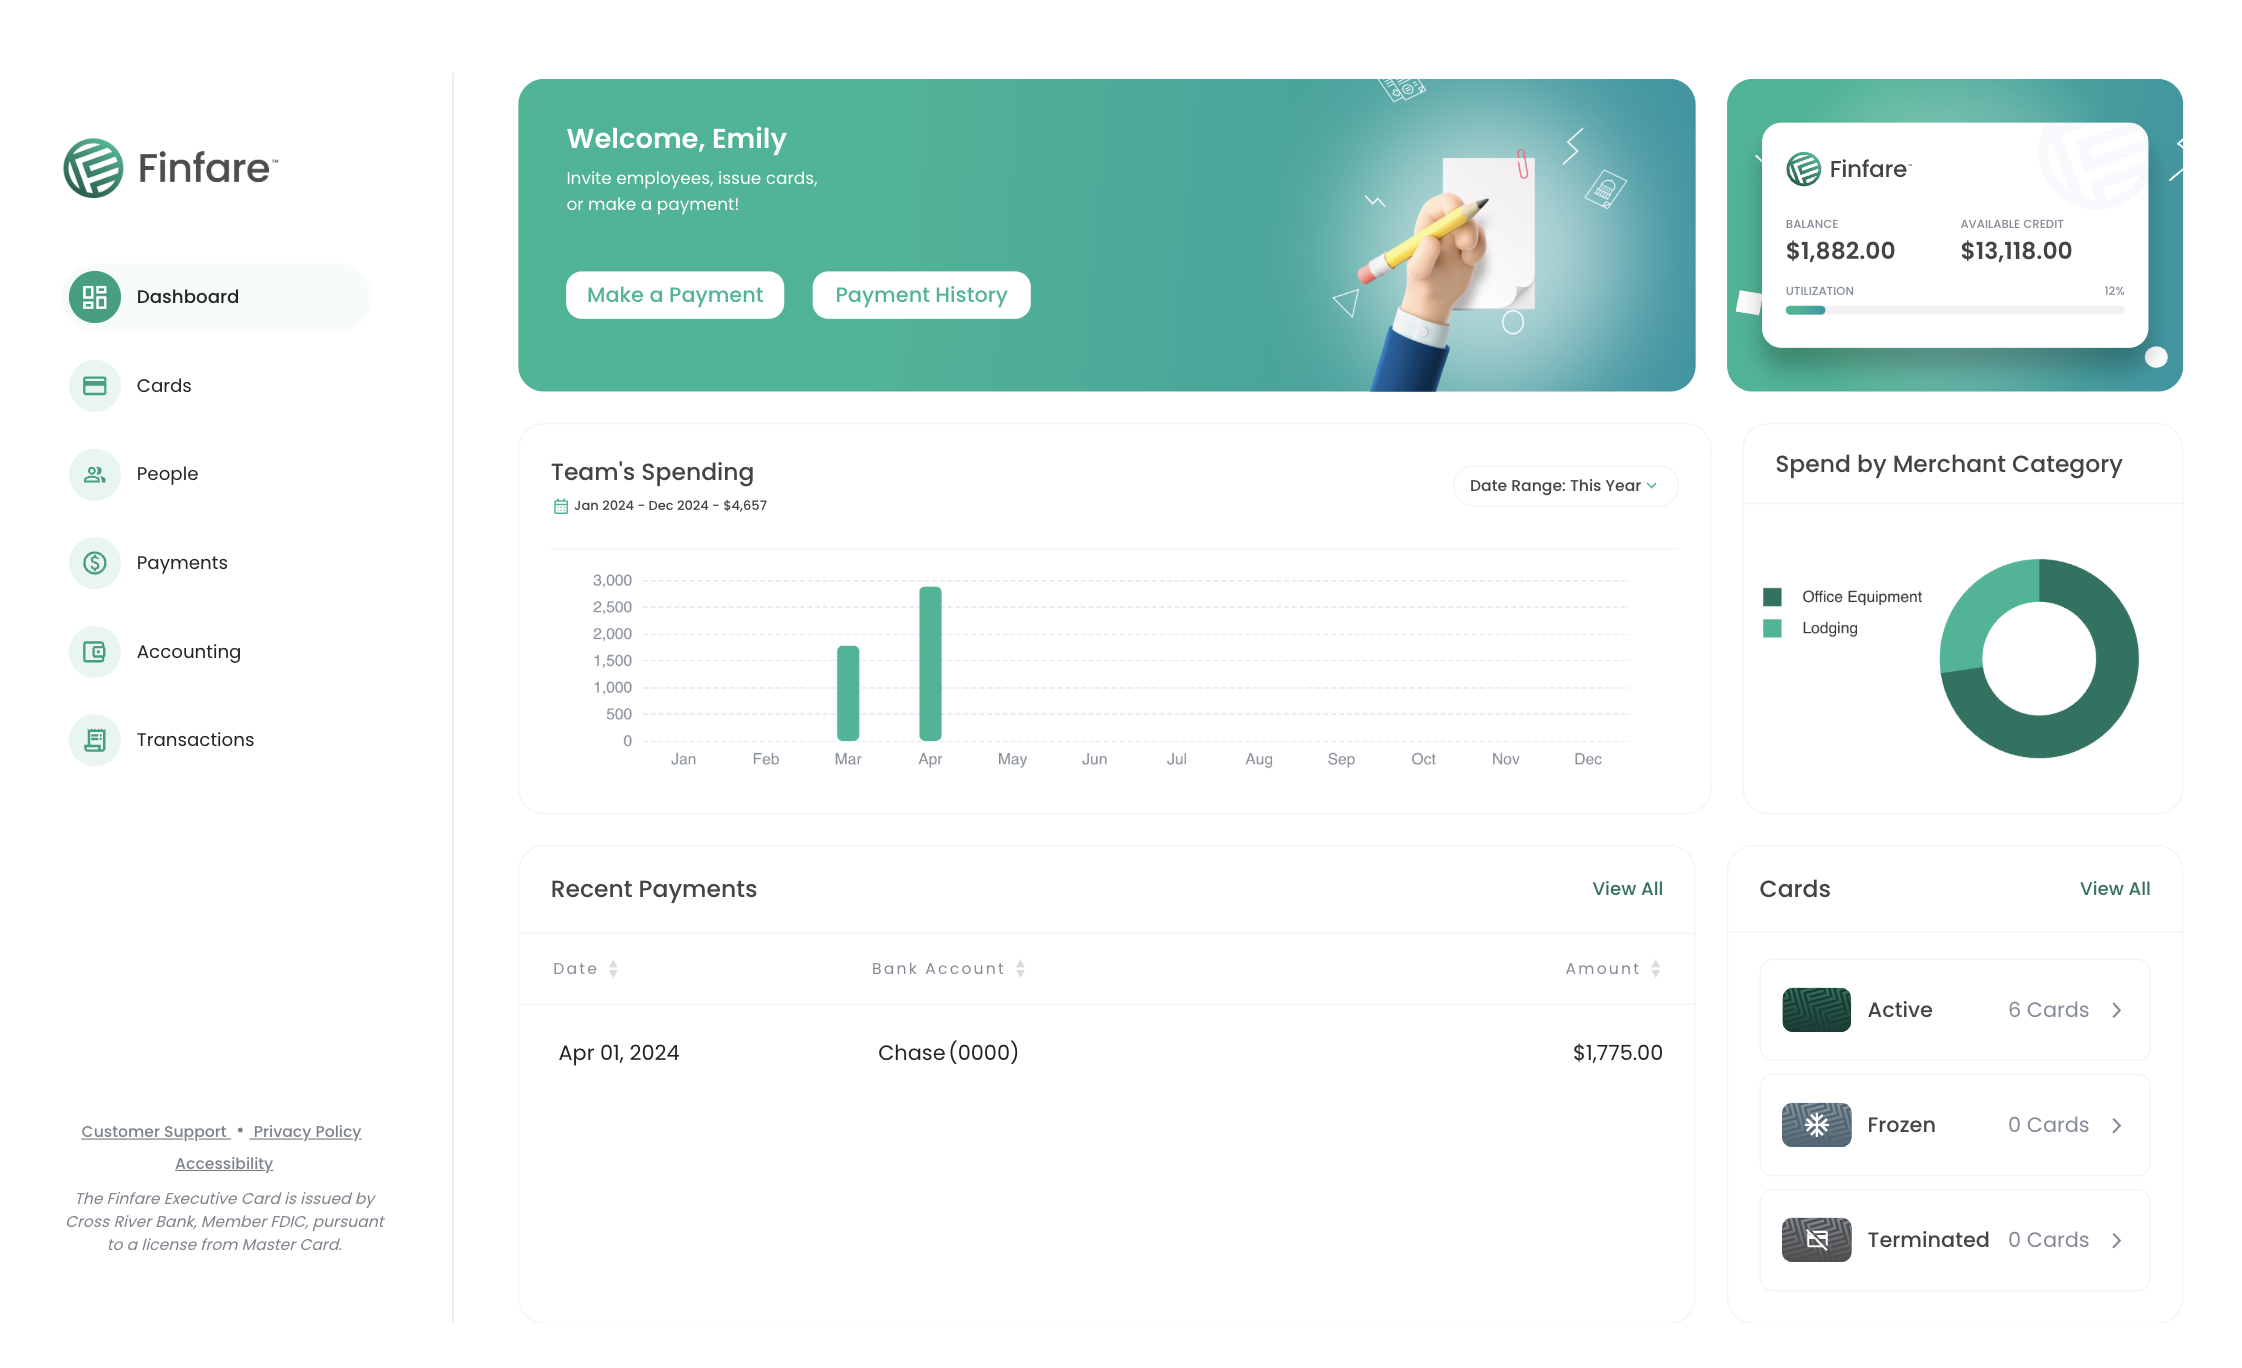 Finfare™
Dashboard
Cards
People
Payments
Accounting
Transactions
Customer Support • Privacy Policy
Accessibility
The Finfare Executive Card is issued by
Cross River Bank, Member FDIC, pursuant
to a license from Master Card.
Welcome, Emily
Invite employees, issue cards,
or make a payment!
Make a Payment
Payment History
Finfare™
BALANCE
AVAILABLE CREDIT
$1,882.00
$13,118.00
UTILIZATION
12%
Team's Spending
Jan 2024 - Dec 2024 - $4,657
Date Range: This Year
3,000
2,500
2,000
1,500
1,000
500
0
Jan Feb Mar Apr May Jun Jul Aug Sep Oct Nov Dec
Spend by Merchant Category
Office Equipment
Lodging
Recent Payments
View All
Date Bank Account Amount
Apr 01, 2024 Chase (0000) $1,775.00
Cards
View All
Active 6 Cards
Frozen 0 Cards
Terminated 0 Cards